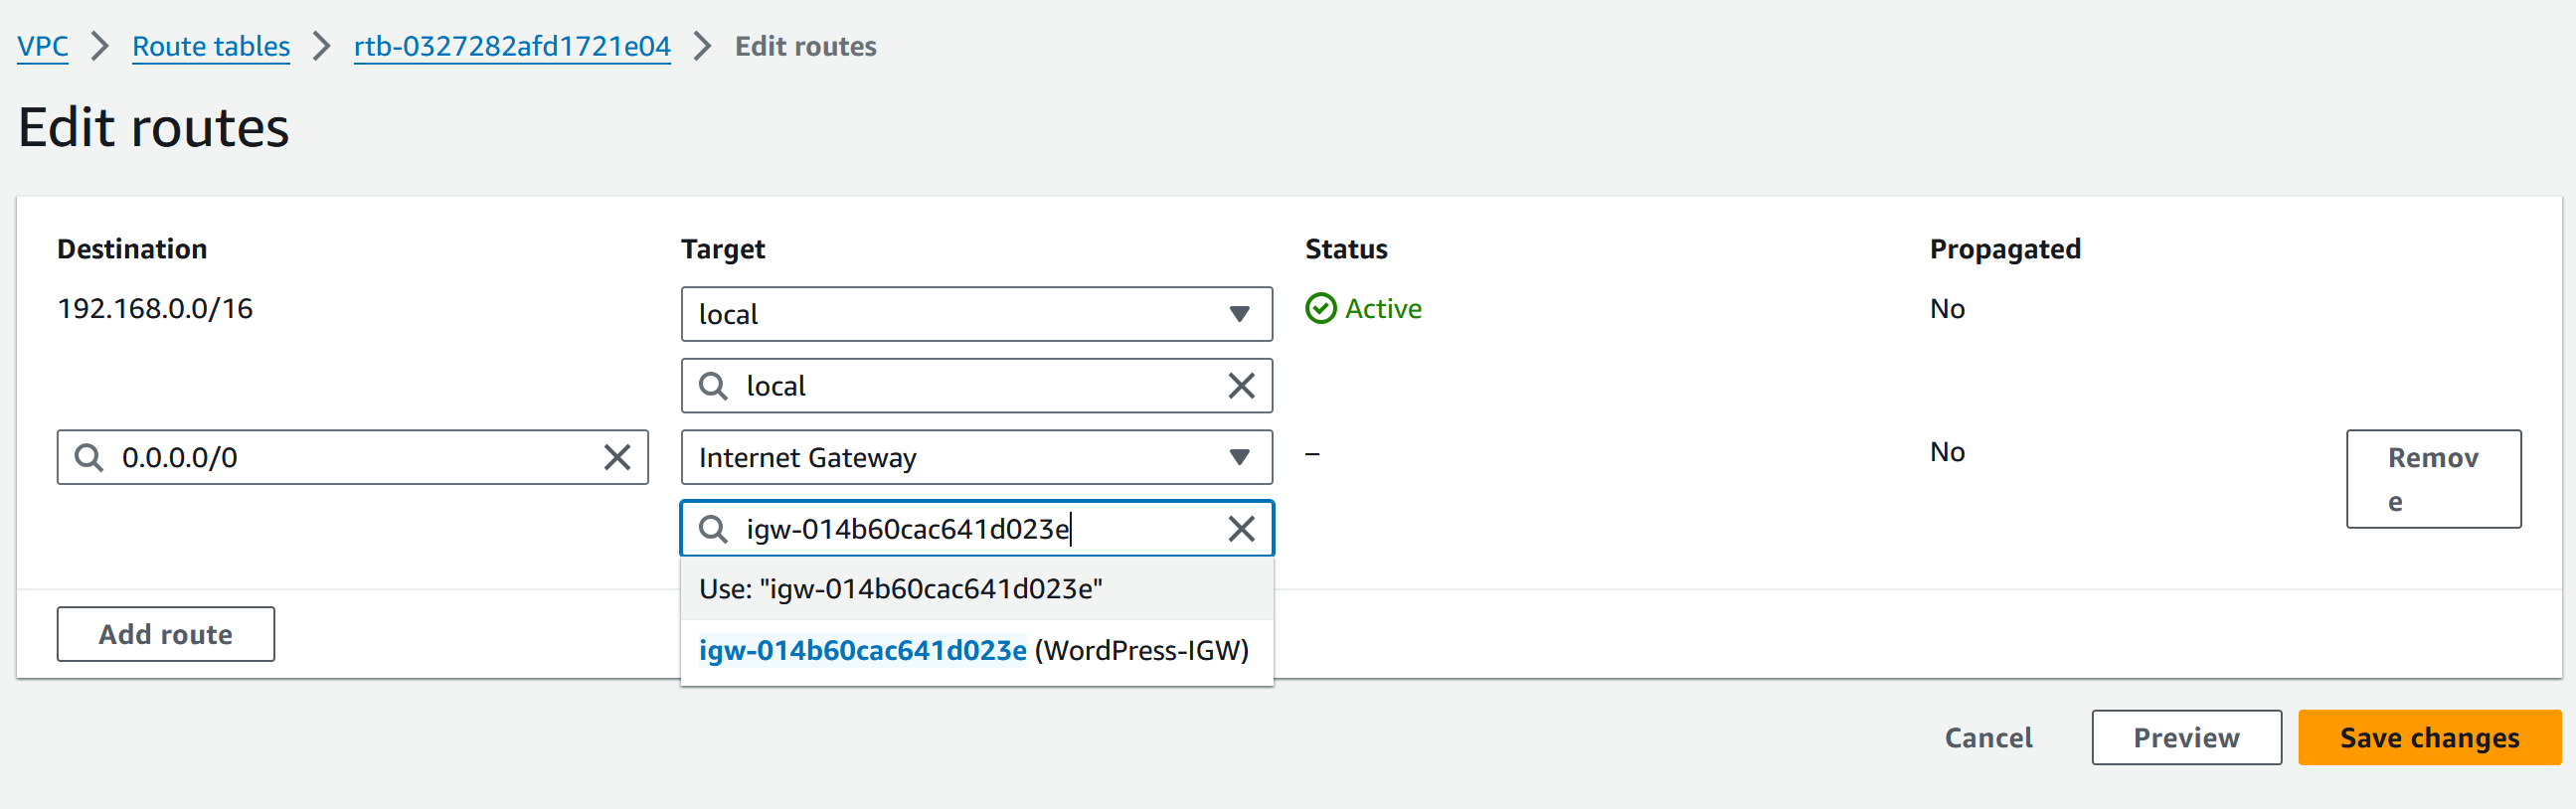 VPC Route tables rtb-0327282afd1721e04 Edit routes
Edit routes
Destination Target Status Propagated
192.168.0.0/16 local Active No
local
0.0.0.0/0 Internet Gateway – No Remov
e
igw-014b60cac641d023e
Use: "igw-014b60cac641d023e"
Add route
igw-014b60cac641d023e (WordPress-IGW)
Cancel Preview Save changes